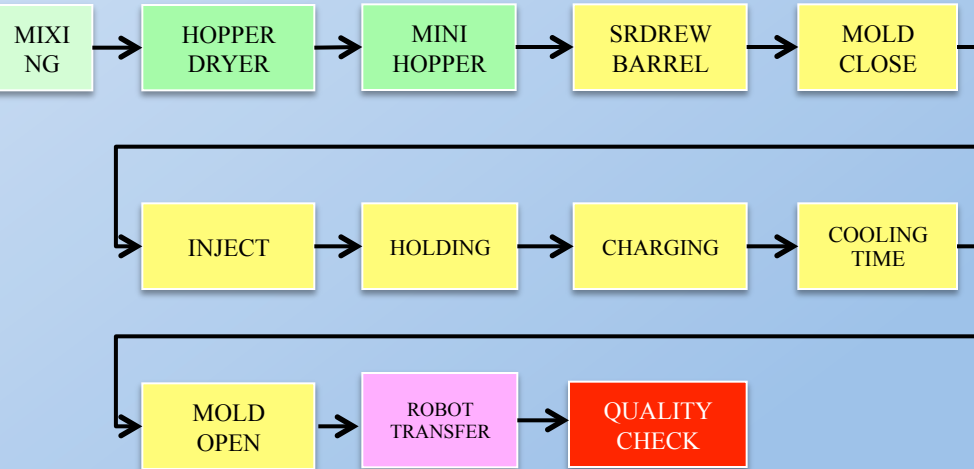 MIXI
NG
HOPPER
DRYER
MINI
HOPPER
SRDREW
BARREL
MOLD
CLOSE
INJECT
HOLDING
CHARGING
COOLING
TIME
MOLD
OPEN
ROBOT
TRANSFER
QUALITY
CHECK